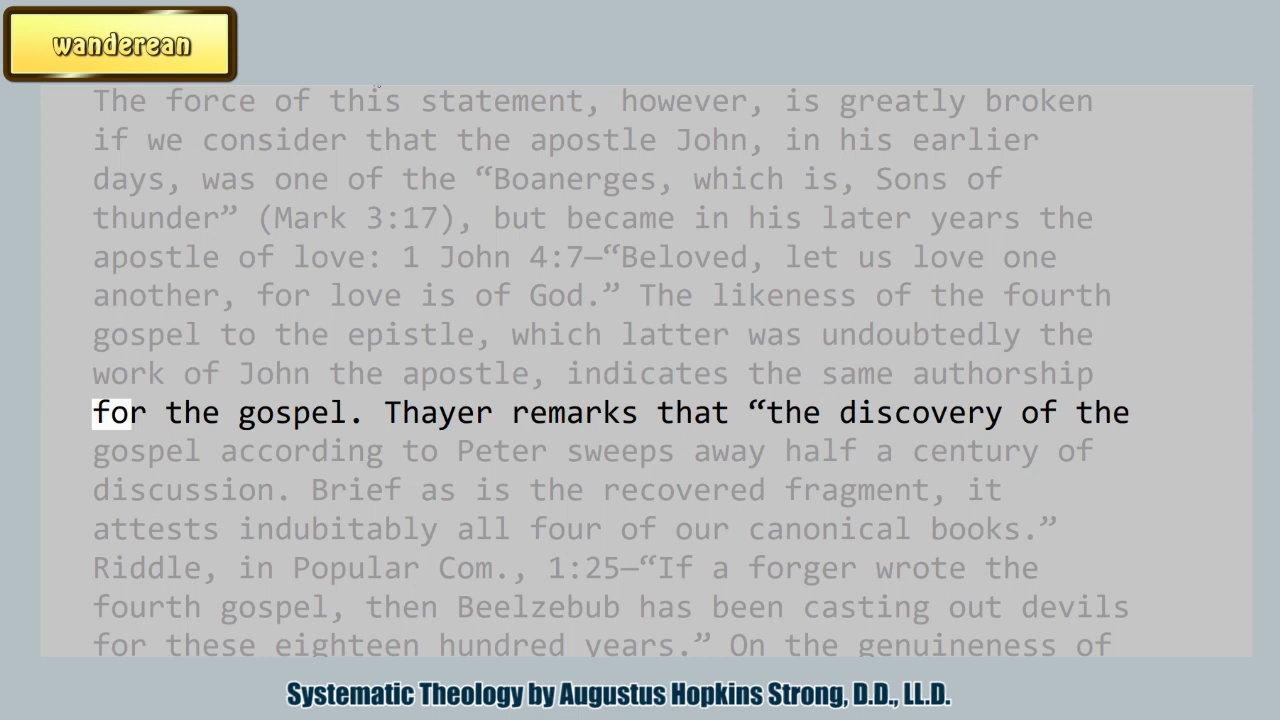 wanderean
The force of this statement, however, is greatly broken
if we consider that the apostle John, in his earlier
days, was one of the “Boanerges, which is, Sons of
thunder” (Mark 3:17), but became in his later years the
apostle of love: 1 John 4:7—“Beloved, let us love one
another, for love is of God.” The likeness of the fourth
gospel to the epistle, which latter was undoubtedly the
work of John the apostle, indicates the same authorship
for the gospel. Thayer remarks that “the discovery of the
gospel according to Peter sweeps away half a century of
discussion. Brief as is the recovered fragment, it
attests indubitably all four of our canonical books.”
Riddle, in Popular Com., 1:25—“If a forger wrote the
fourth gospel, then Beelzebub has been casting out devils
for these eighteen hundred years.” On the genuineness of
Systematic Theology by Augustus Hopkins Strong, D.D., LL.D.